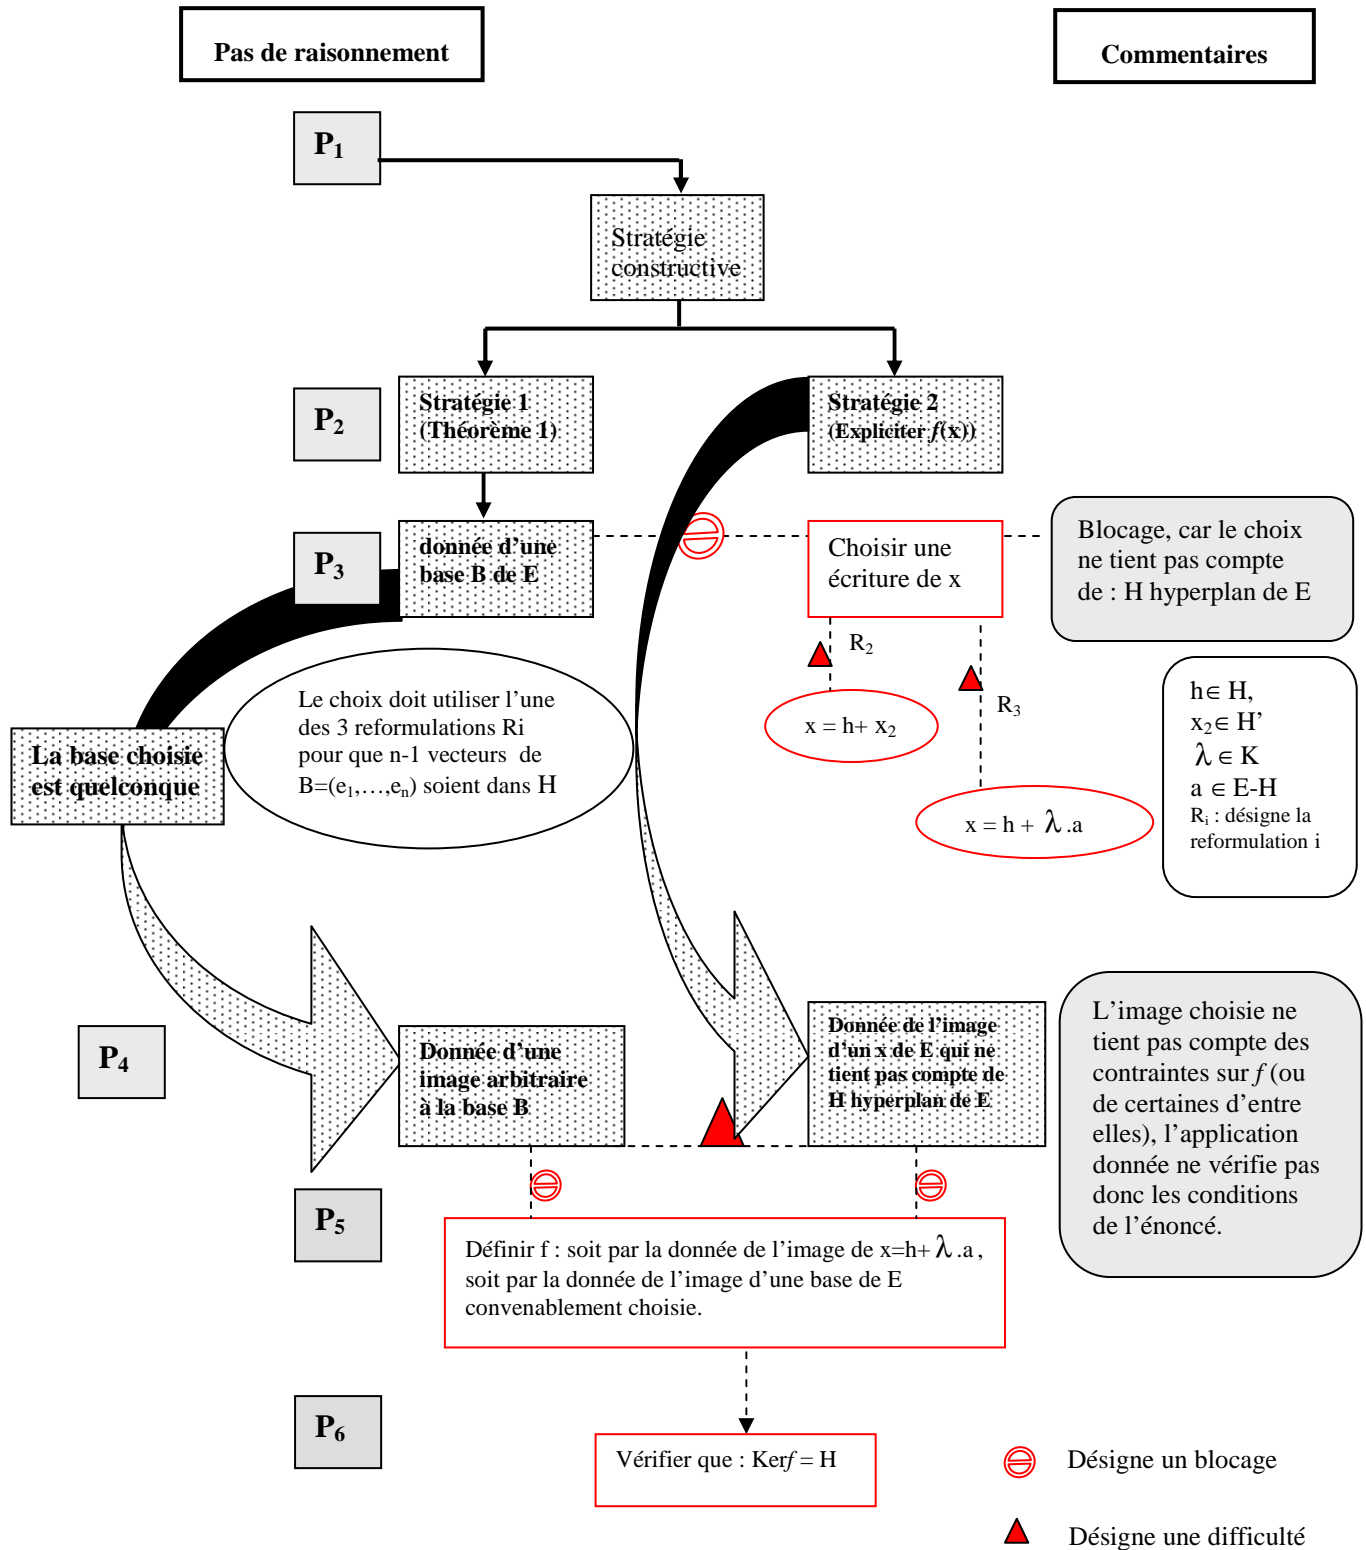 Pas de raisonnement
Commentaires
P1
Stratégie
constructive
P2
Stratégie 1
(Théorème 1)
Stratégie 2
(Expliciter f(x))
P3
donnée d'une
base B de E
Choisir une
écriture de x
Blocage, car le choix
ne tient pas compte
de : H hyperplan de E
R2
R3
Le choix doit utiliser l'une
des 3 reformulations Ri
pour que n-1 vecteurs de
B=(e1,…,en) soient dans H
La base choisie
est quelconque
x = h+ x2
x = h + λ .a
h∈ H,
x2∈ H'
λ ∈ K
a ∈ E-H
Ri : désigne la
reformulation i
P4
Donnée d'une
image arbitraire
à la base B
Donnée de l'image
d'un x de E qui ne
tient pas compte de
H hyperplan de E
L'image choisie ne
tient pas compte des
contraintes sur f (ou
de certaines d'entre
elles), l'application
donnée ne vérifie pas
donc les conditions
de l'énoncé.
P5
Définir f : soit par la donnée de l'image de x=h+ λ .a ,
soit par la donnée de l'image d'une base de E
convenablement choisie.
P6
Vérifier que : Kerf = H
Désigne un blocage
Désigne une difficulté